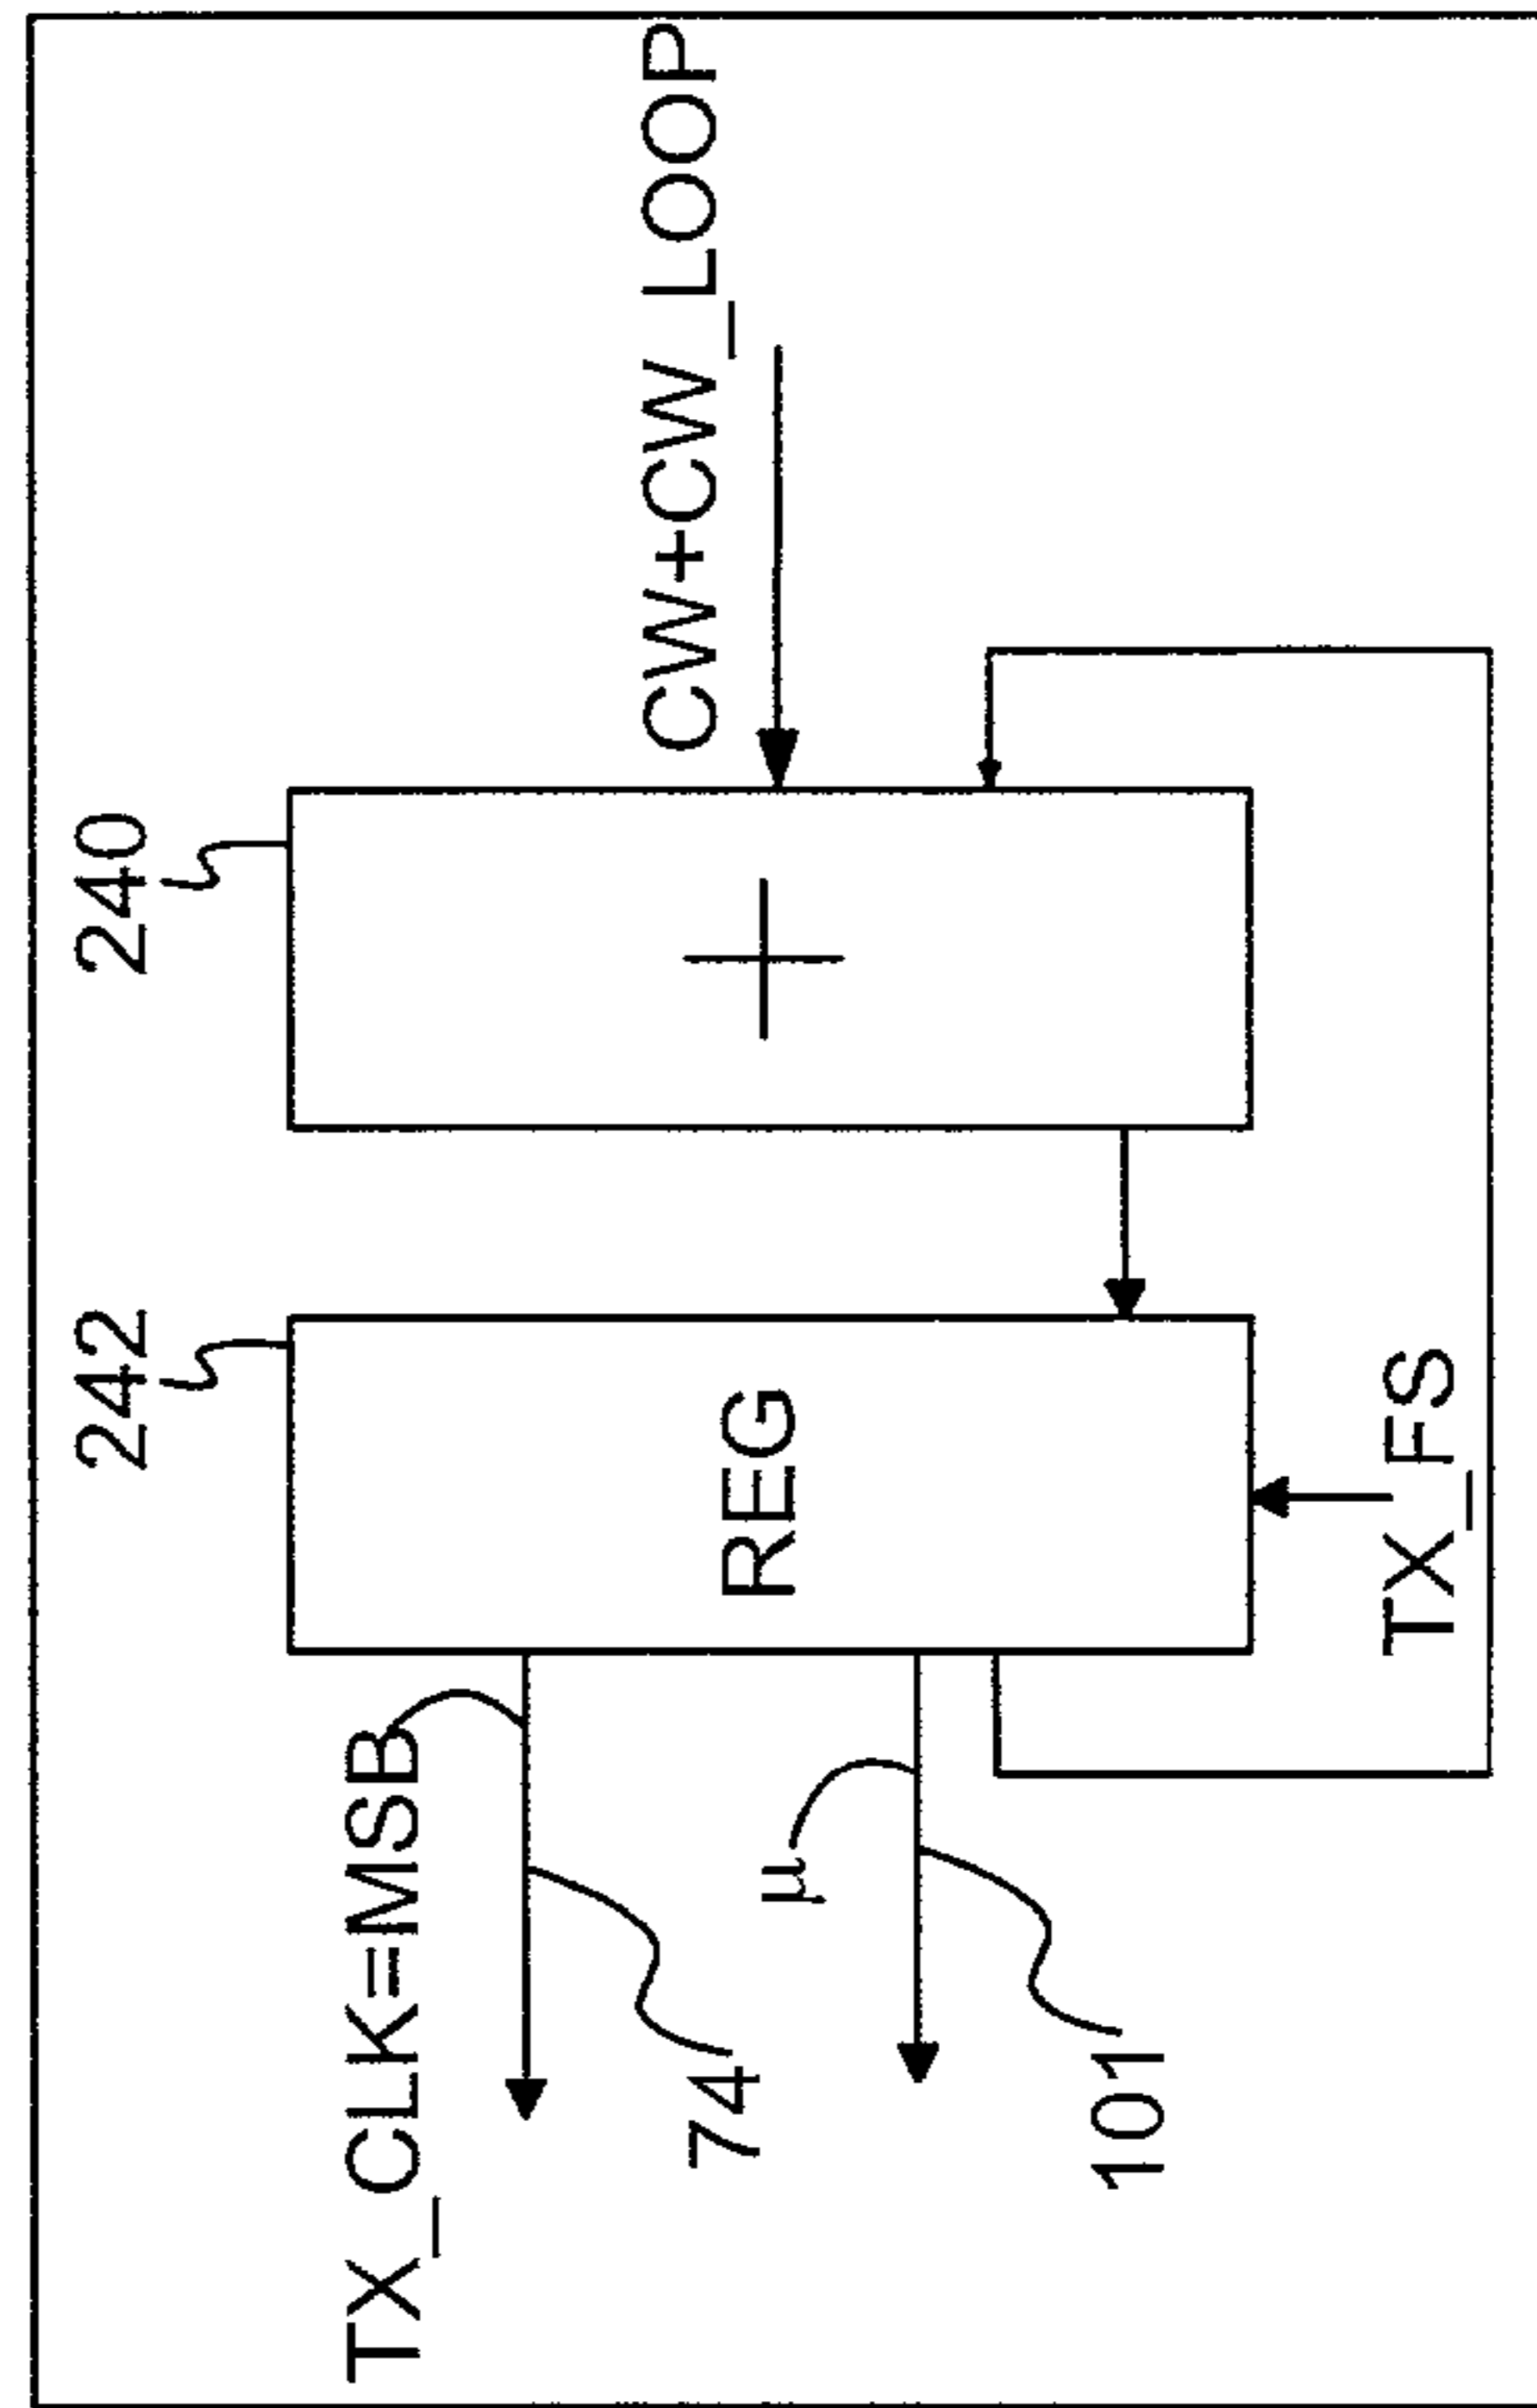 242
240
TX_CLK=MSB
CW+CW_LOOP
74
REG
µ
101
TX_FS